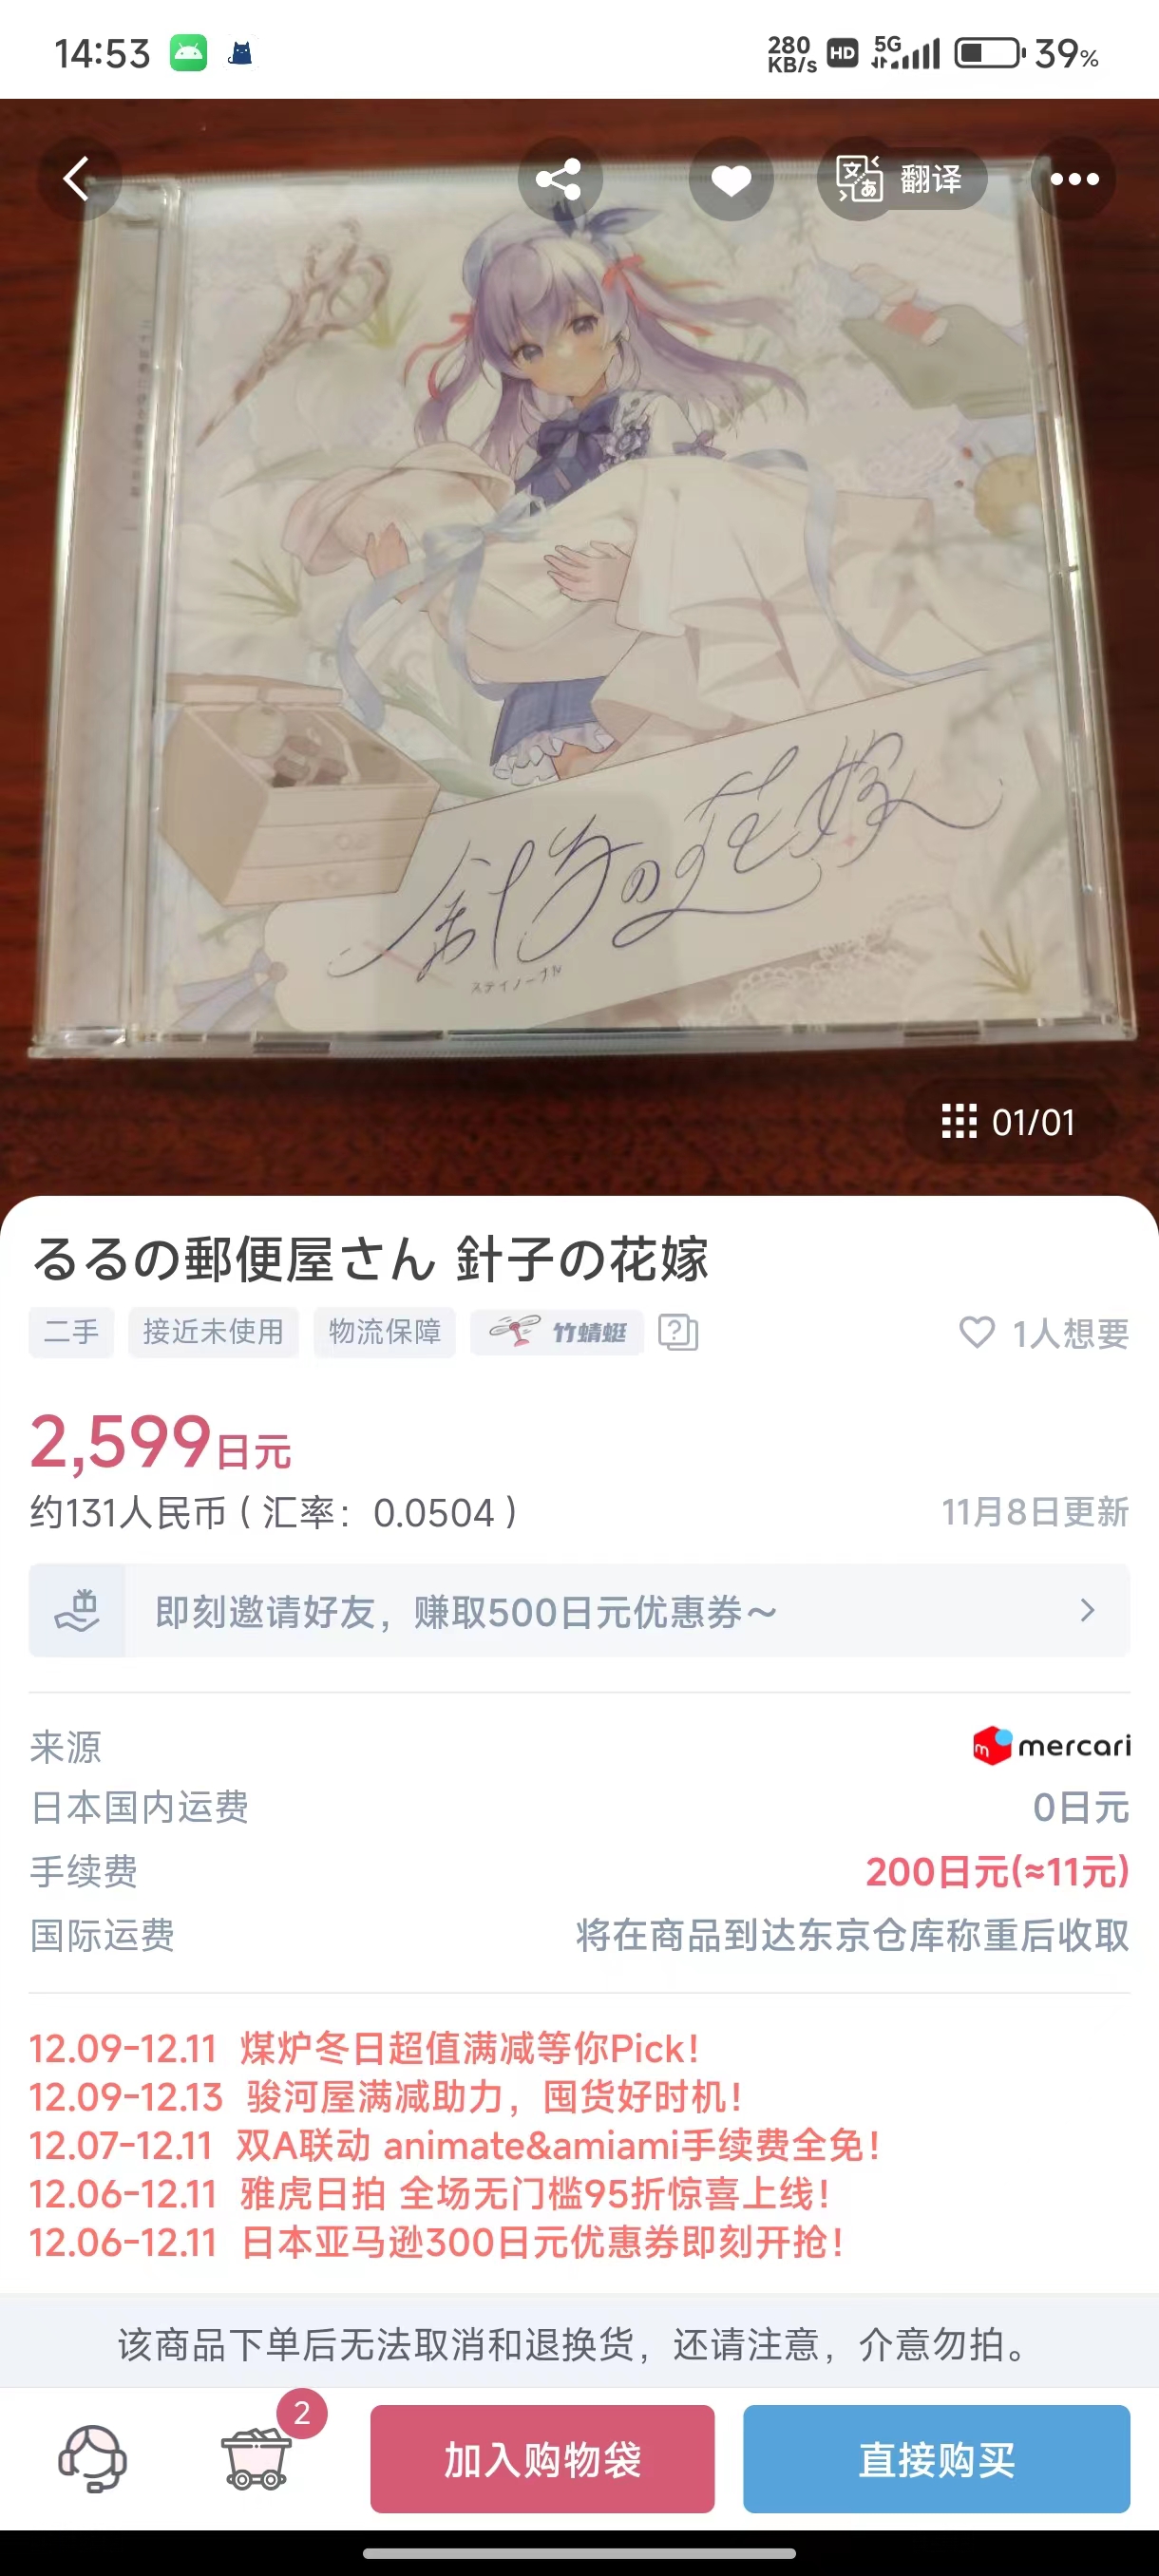 14:53
280
KB/s
HD
5G
39%
翻译
針子の花嫁
ステイノーナル
01/01
るるの郵便屋さん 針子の花嫁
二手
接近未使用
物流保障
竹蜻蜓
1人想要
2,599日元
约131人民币(汇率:0.0504)
11月8日更新
即刻邀请好友,赚取500日元优惠券~
来源
mercari
日本国内运费
0日元
手续费
200日元(≈11元)
国际运费
将在商品到达东京仓库称重后收取
12.09-12.11 煤炉冬日超值满减等你Pick!
12.09-12.13 骏河屋满减助力,囤货好时机!
12.07-12.11 双A联动 animate&amiami手续费全免!
12.06-12.11 雅虎日拍 全场无门槛95折惊喜上线!
12.06-12.11 日本亚马逊300日元优惠券即刻开抢!
该商品下单后无法取消和退换货,还请注意,介意勿拍。
2
加入购物袋
直接购买